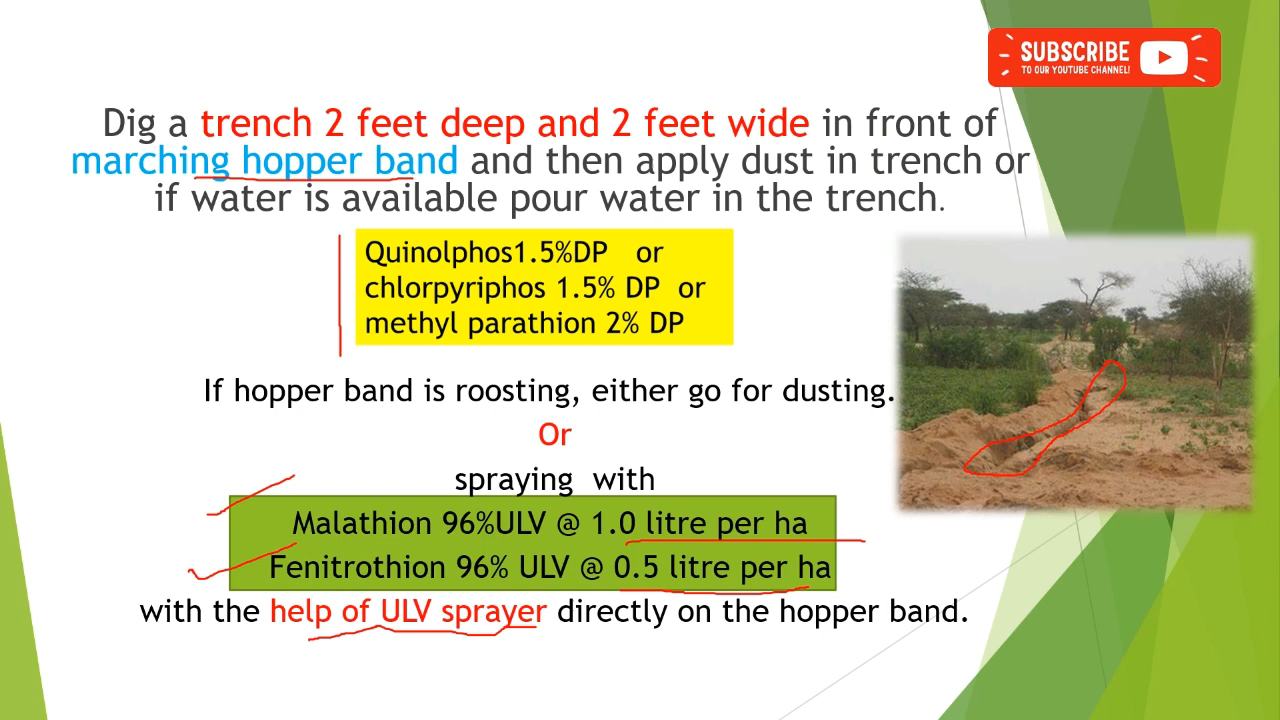 SUBSCRIBE
TO OUR YOUTUBE CHANNEL!
Dig a trench 2 feet deep and 2 feet wide in front of
marching hopper band and then apply dust in trench or
if water is available pour water in the trench.
Quinolphos1.5%DP or
chlorpyriphos 1.5% DP or
methyl parathion 2% DP
If hopper band is roosting, either go for dusting.
Or
spraying with
Malathion 96%ULV @ 1.0 litre per ha
Fenitrothion 96% ULV @ 0.5 litre per ha
with the help of ULV sprayer directly on the hopper band.